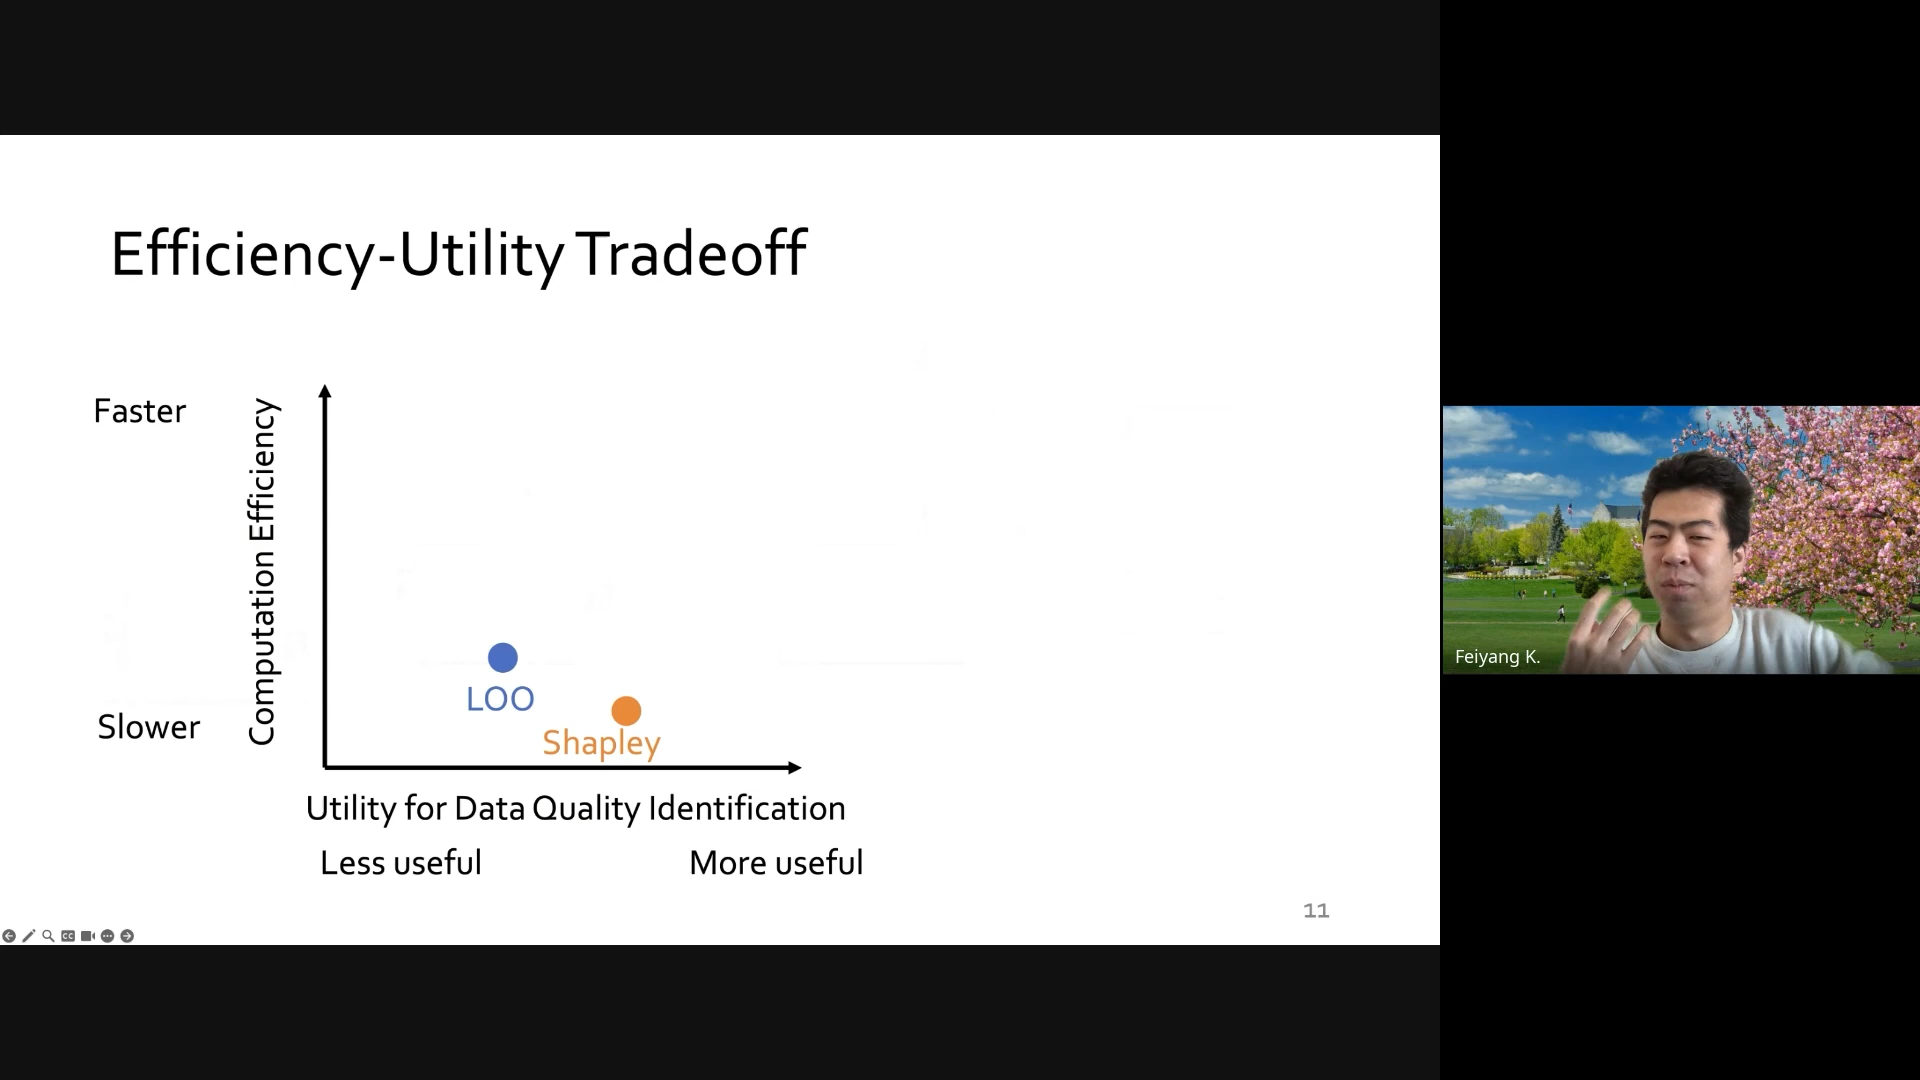 Efficiency-Utility Tradeoff
Faster
Computation Efficiency
LOO
Slower
Shapley
Utility for Data Quality Identification
Less useful
More useful
11
Feiyang K.